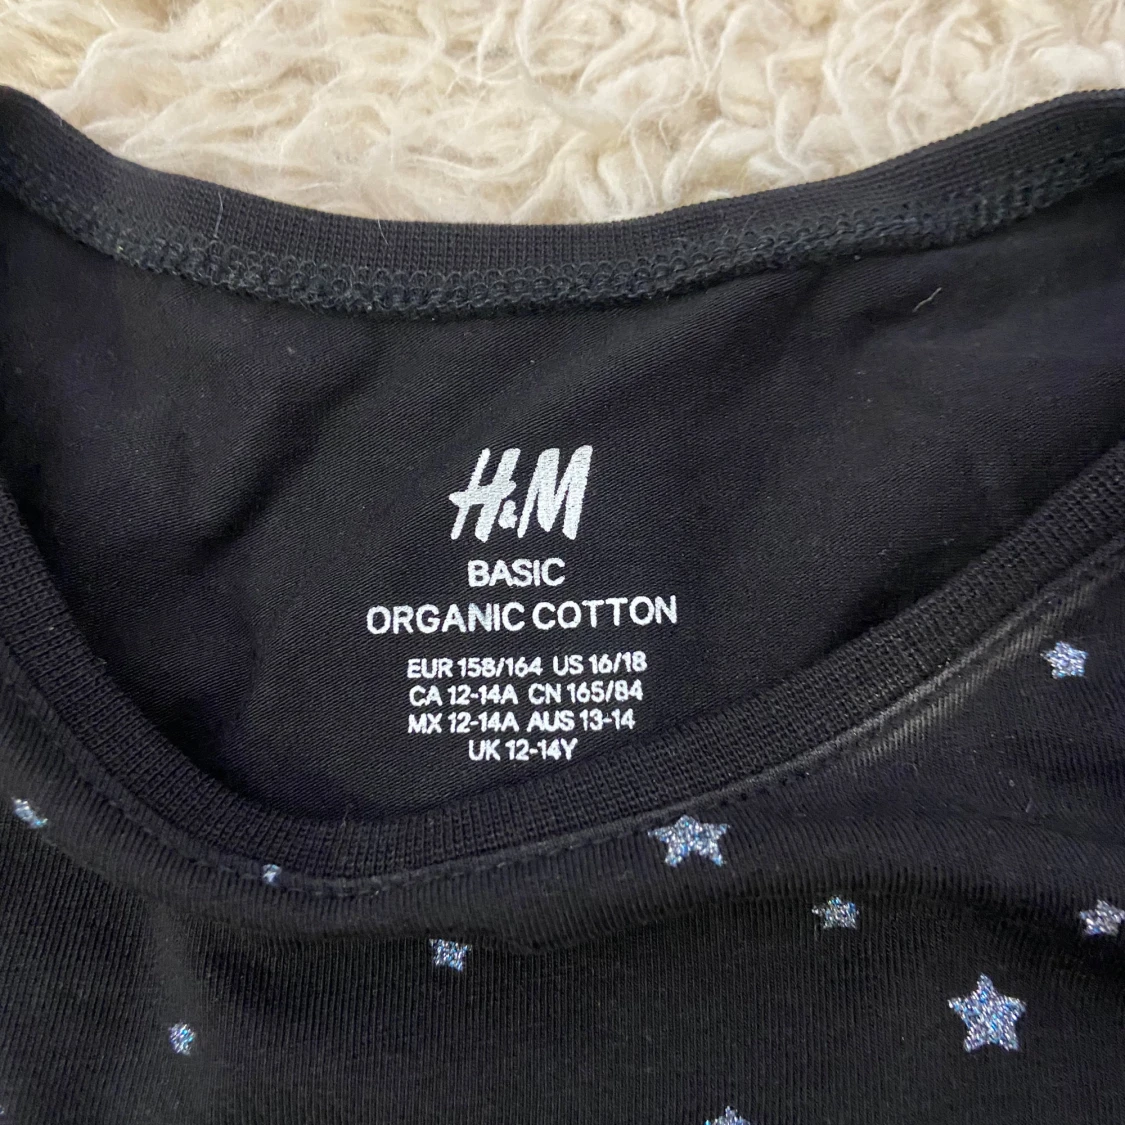 H&M
BASIC
ORGANIC COTTON
EUR 158/164 US 16/18
CA 12-14A CN 165/84
MX 12-14A AUS 13-14
UK 12-14Y